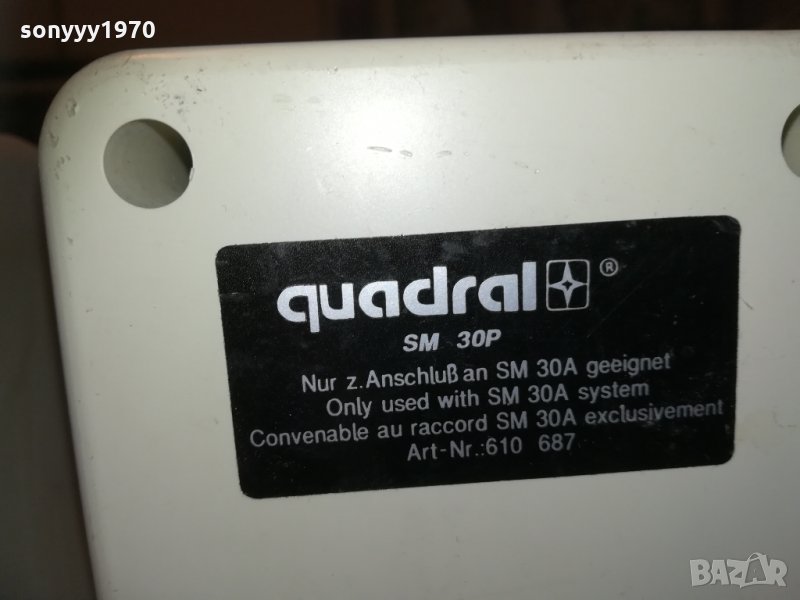 sonyyy1970
quadral ®
SM 30P
Nur z.Anschluß an SM 30A geeignet
Only used with SM 30A system
Convenable au raccord SM 30A exclusivement
Art-Nr.:610 687
BAZAR